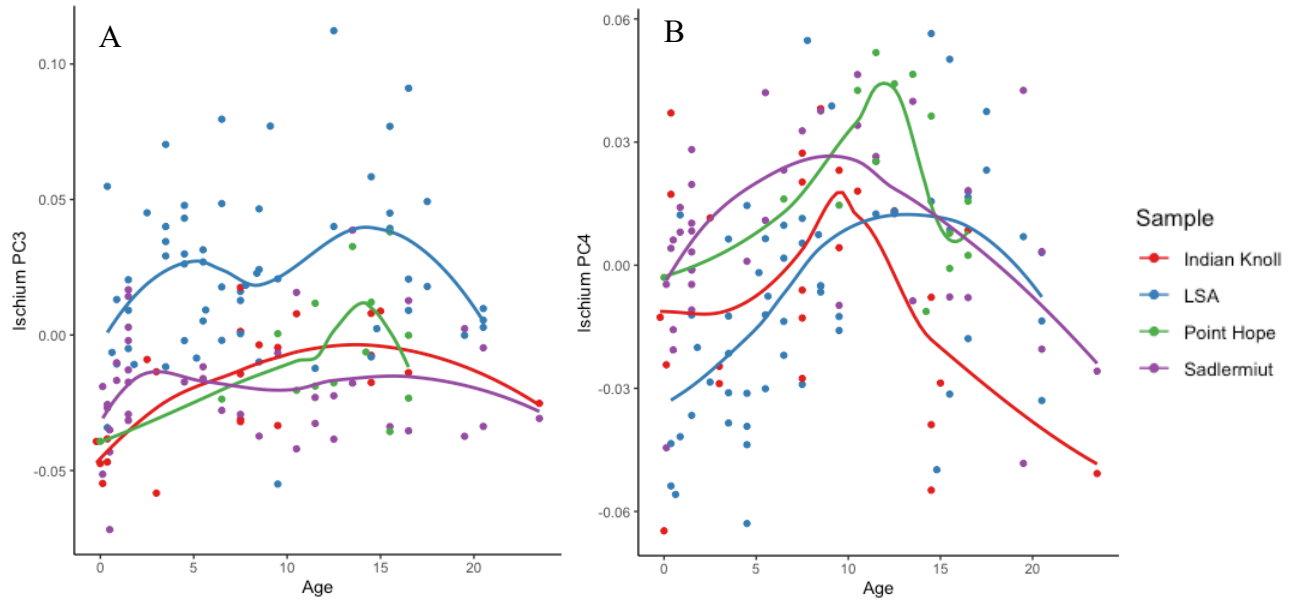 A
Ischium PC3
0.10
0.05
0.00
-0.05
0
5
10
15
20
Age
B
Ischium PC4
0.06
0.03
0.00
-0.03
-0.06
0
5
10
15
20
Age
Sample
Indian Knoll
LSA
Point Hope
Sadlermiut